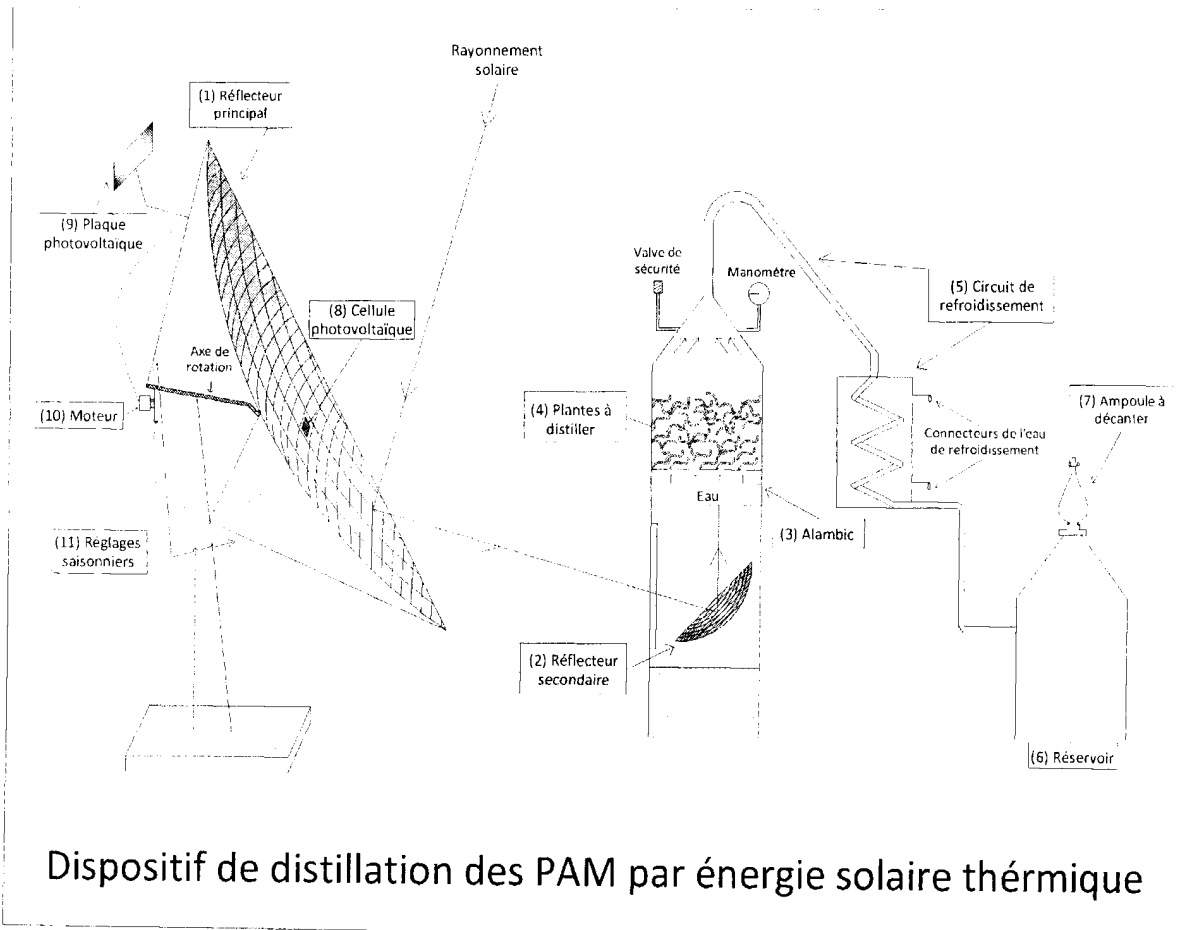 Rayonnement
solaire
(1) Réflecteur
principal
(9) Plaque
photovoltaïque
(8) Cellule
photovoltaïque
Axe de
rotation
(10) Moteur
(11) Réglages
saisonniers
Valve de
sécurité
Manomètre
(5) Circuit de
refroidissement
(4) Plantes à
distiller
(7) Ampoule à
décanter
Connecteurs de l'eau
de refroidissement
Eau
(3) Alambic
(2) Réflecteur
secondaire
(6) Réservoir
Dispositif de distillation des PAM par énergie solaire thérmique